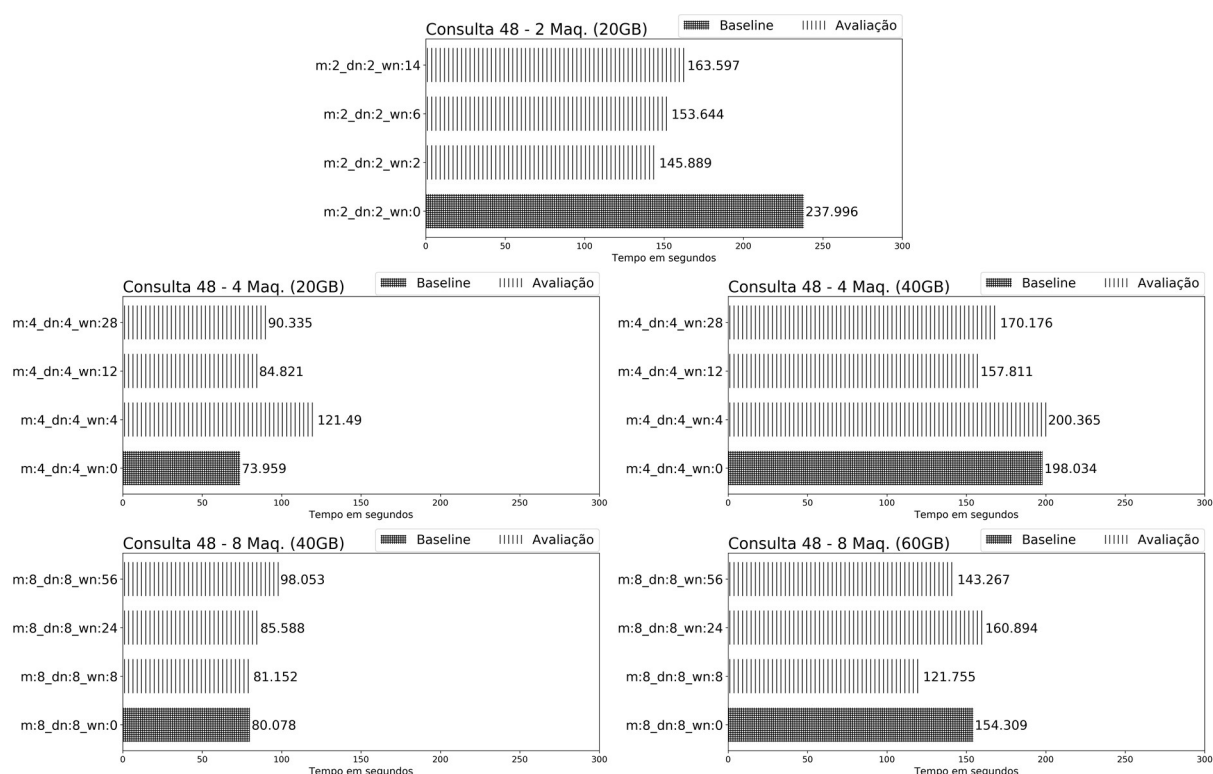 Consulta 48 - 2 Maq. (20GB)
Baseline Avaliação
m:2_dn:2_wn:14 163.597
m:2_dn:2_wn:6 153.644
m:2_dn:2_wn:2 145.889
m:2_dn:2_wn:0 237.996
0 50 100 150 200 250 300
Tempo em segundos
Consulta 48 - 4 Maq. (20GB)
Baseline Avaliação
m:4_dn:4_wn:28 90.335
m:4_dn:4_wn:12 84.821
m:4_dn:4_wn:4 121.49
m:4_dn:4_wn:0 73.959
0 50 100 150 200 250 300
Tempo em segundos
Consulta 48 - 4 Maq. (40GB)
Baseline Avaliação
m:4_dn:4_wn:28 170.176
m:4_dn:4_wn:12 157.811
m:4_dn:4_wn:4 200.365
m:4_dn:4_wn:0 198.034
0 50 100 150 200 250 300
Tempo em segundos
Consulta 48 - 8 Maq. (40GB)
Baseline Avaliação
m:8_dn:8_wn:56 98.053
m:8_dn:8_wn:24 85.588
m:8_dn:8_wn:8 81.152
m:8_dn:8_wn:0 80.078
0 50 100 150 200 250 300
Tempo em segundos
Consulta 48 - 8 Maq. (60GB)
Baseline Avaliação
m:8_dn:8_wn:56 143.267
m:8_dn:8_wn:24 160.894
m:8_dn:8_wn:8 121.755
m:8_dn:8_wn:0 154.309
0 50 100 150 200 250 300
Tempo em segundos